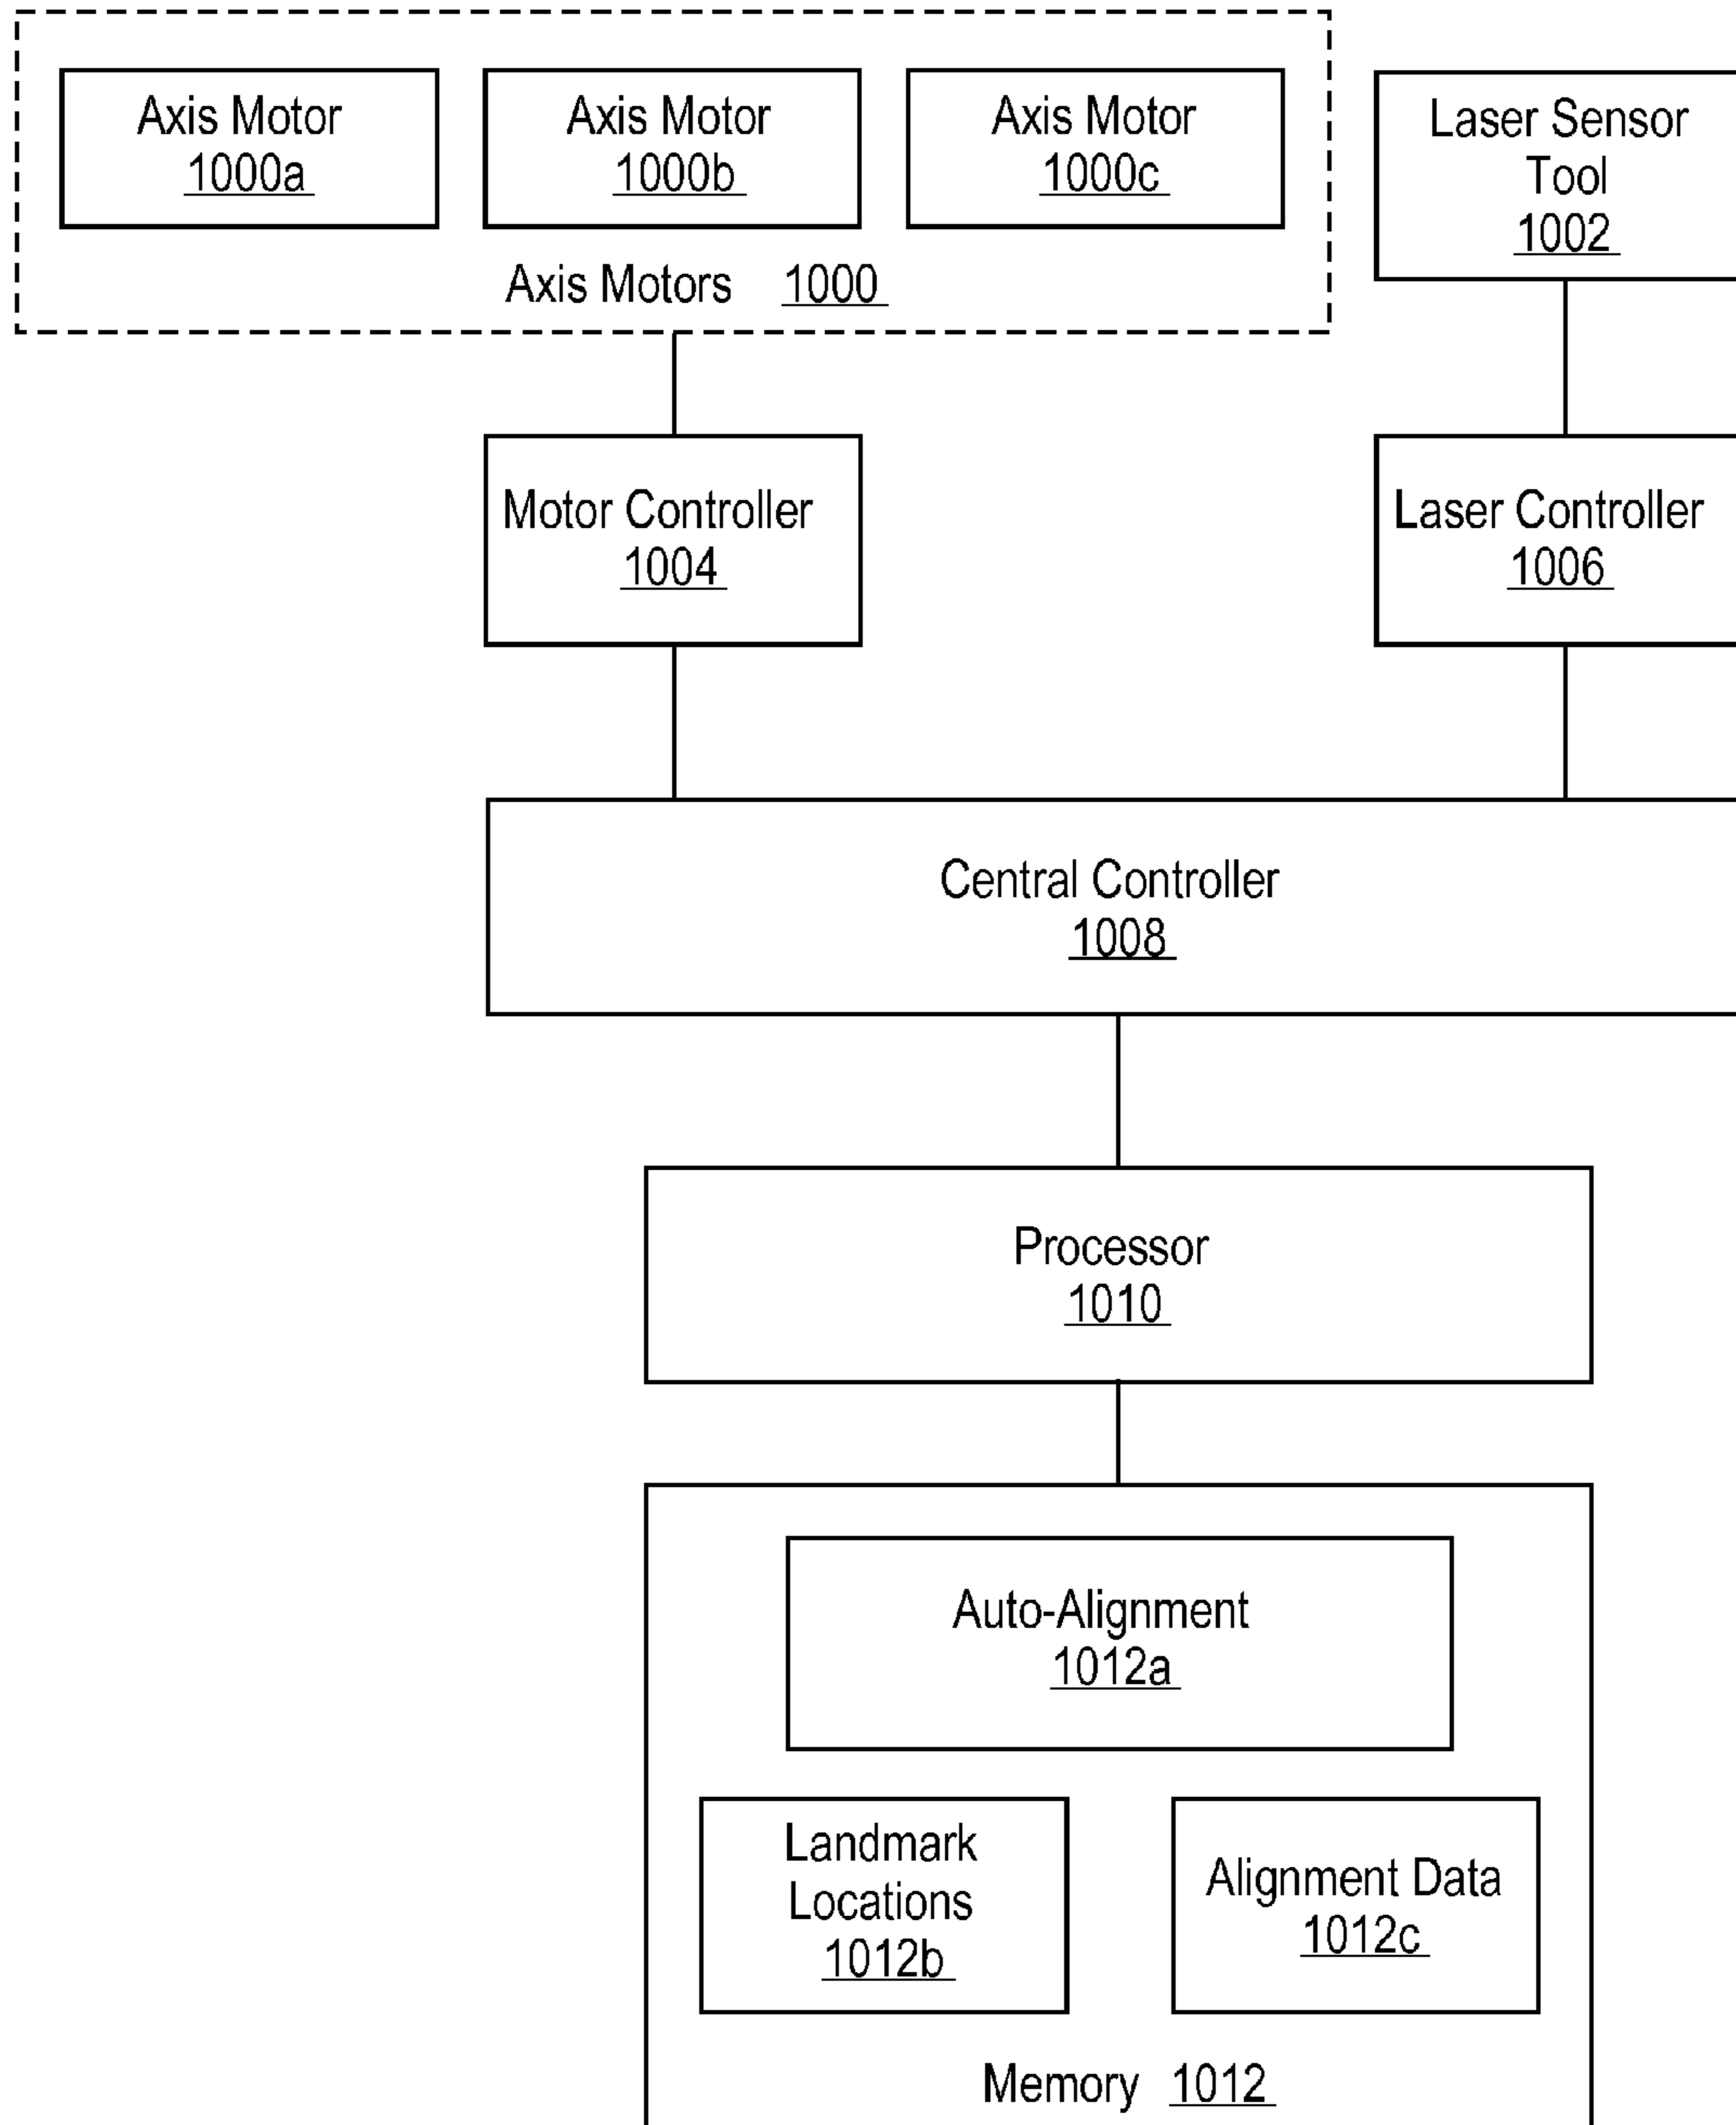 Axis Motor
1000a
Axis Motor
1000b
Axis Motor
1000c
Axis Motors 1000
Laser Sensor
Tool
1002
Motor Controller
1004
Laser Controller
1006
Central Controller
1008
Processor
1010
Auto-Alignment
1012a
Landmark
Locations
1012b
Alignment Data
1012c
Memory 1012